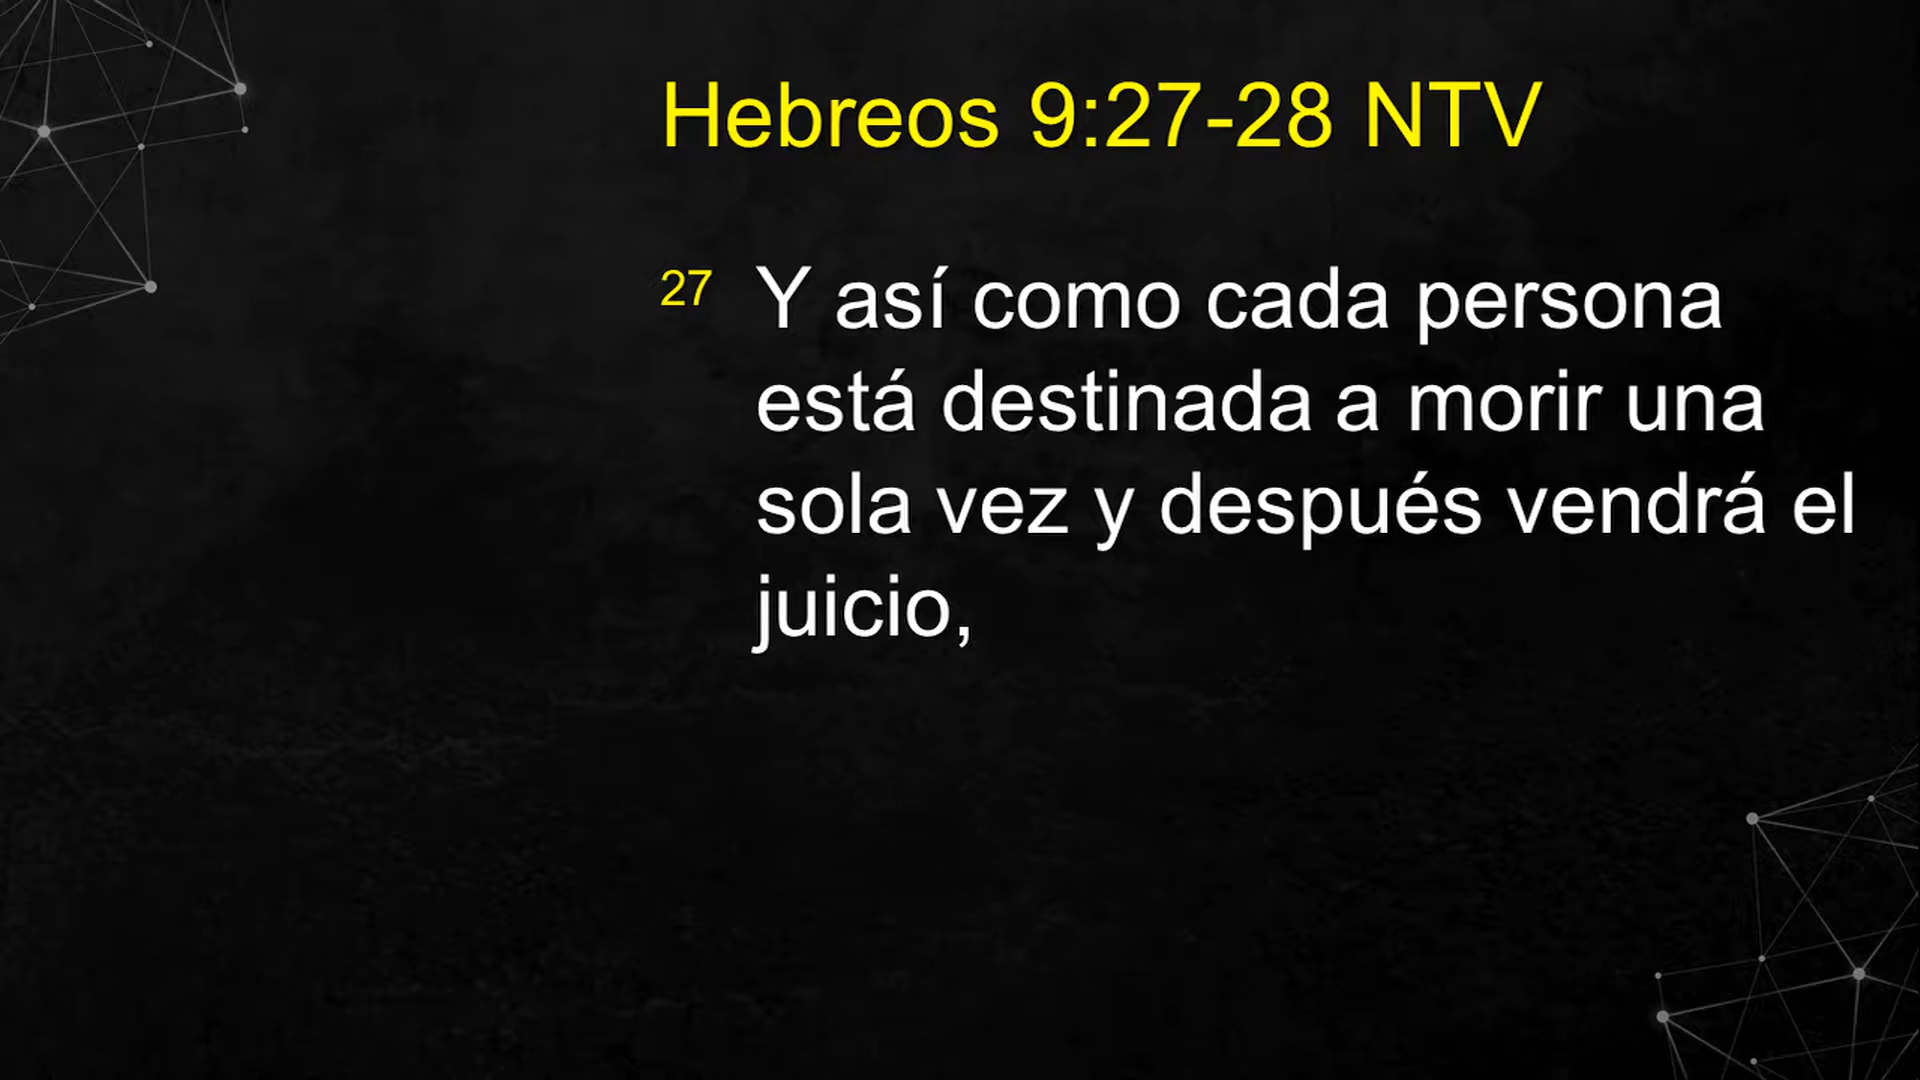 Hebreos 9:27-28 NTV
27 Y así como cada persona
está destinada a morir una
sola vez y después vendrá el
juicio,